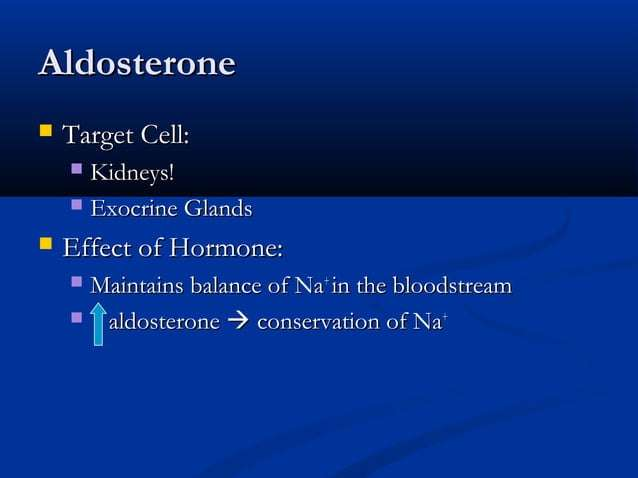 Aldosterone
Target Cell:
Kidneys!
Exocrine Glands
Effect of Hormone:
Maintains balance of Na⁺ in the bloodstream
aldosterone → conservation of Na⁺